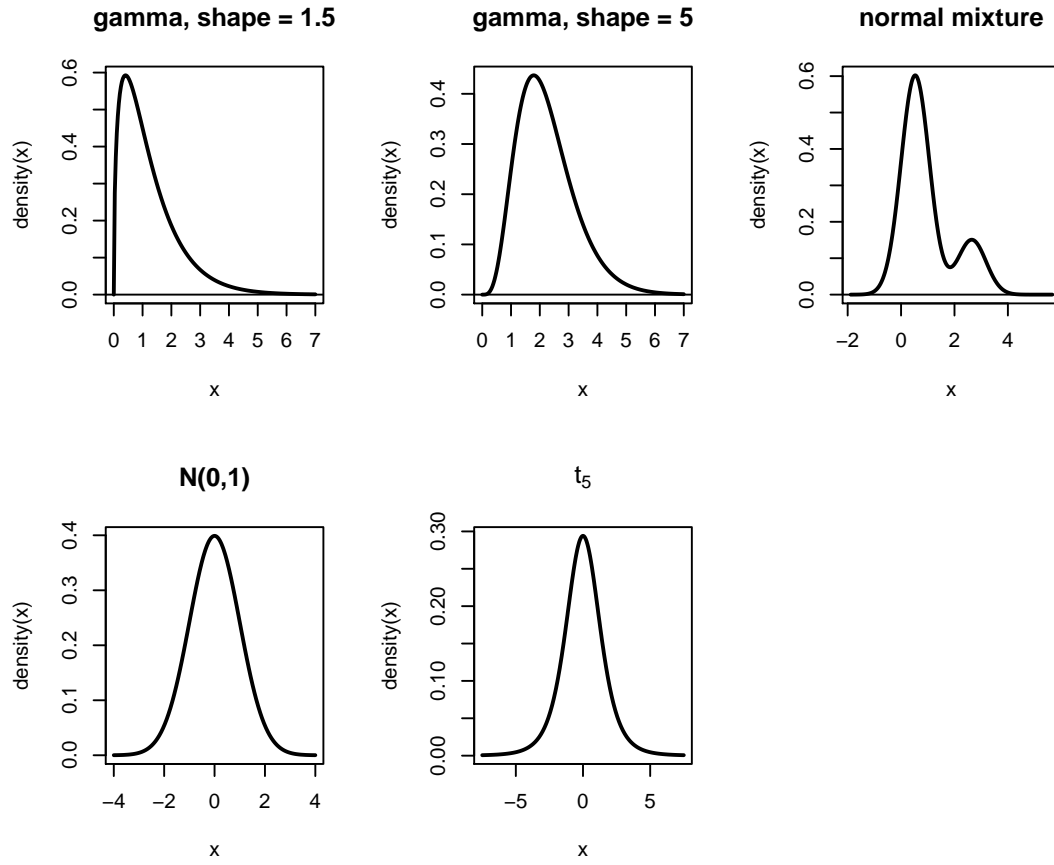 gamma, shape = 1.5
density(x)
0.0 0.2 0.4 0.6
0 1 2 3 4 5 6 7
x
gamma, shape = 5
density(x)
0.0 0.1 0.2 0.3 0.4
0 1 2 3 4 5 6 7
x
normal mixture
density(x)
0.0 0.2 0.4 0.6
−2 0 2 4
x
N(0,1)
density(x)
0.0 0.1 0.2 0.3 0.4
−4 −2 0 2 4
x
t₅
density(x)
0.00 0.10 0.20 0.30
−5 0 5
x